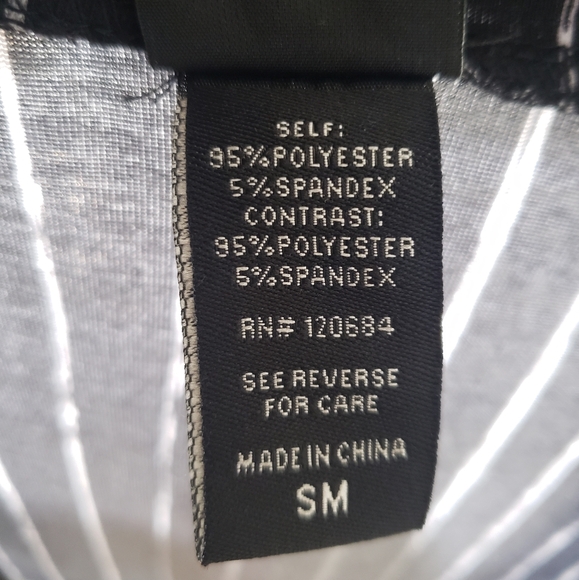 SELF:
95%POLYESTER
5%SPANDEX
CONTRAST:
95%POLYESTER
5%SPANDEX
RN# 120684
SEE REVERSE
FOR CARE
MADE IN CHINA
SM